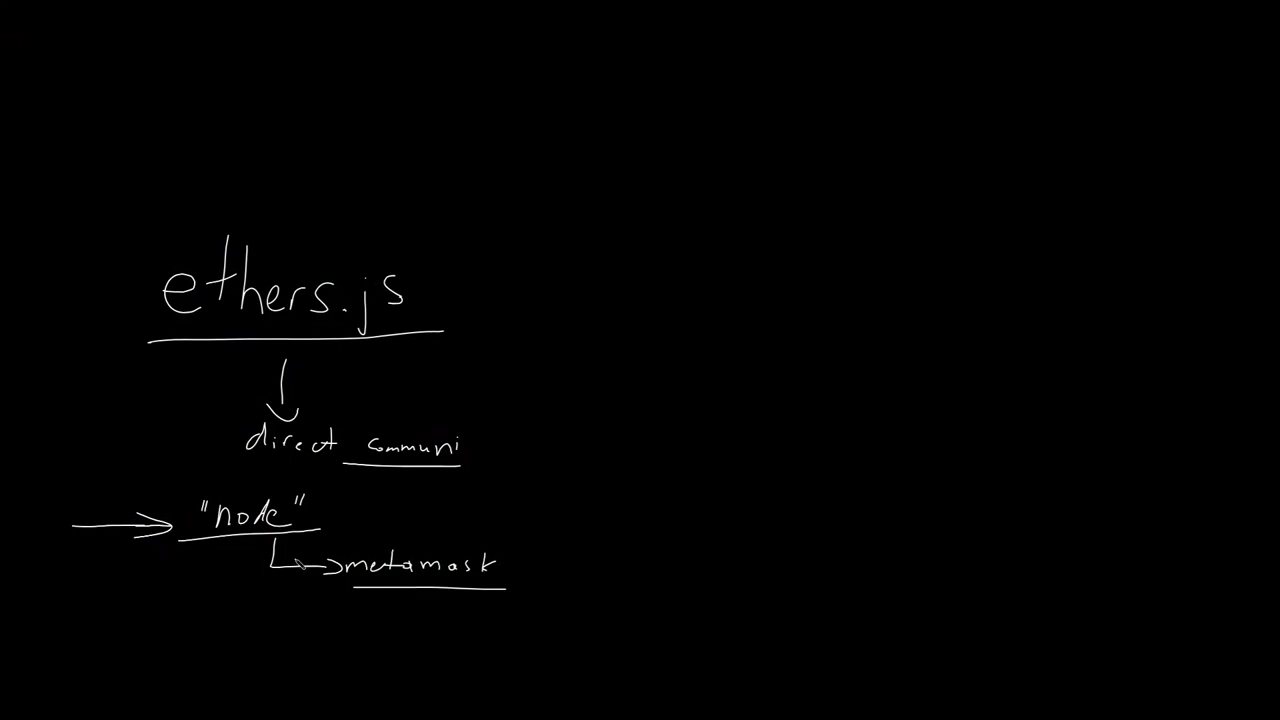 ethers.js
direct communi
"node"
metamask